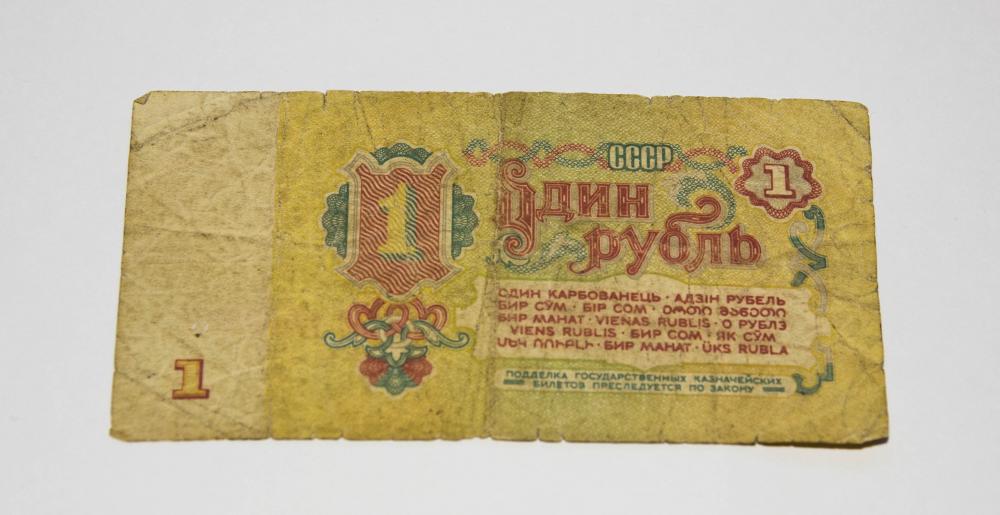 СССР
1
1
Один
рубль
ОДИН КАРБОВАНЕЦЬ · АДЗІН РУБЕЛЬ
БИР СЎМ · БІР СОМ · ᲝᲠᲗᲘ ᲛᲐᲜᲔᲗᲘ
БИР МАНАТ · VIENAS RUBLIS · О РУБЛЭ
VIENS RUBLIS · БИР СОМ · ЯК СӮМ
ՄԵԿ ՌՈՒԲԼԻ · БИР МАНАТ · ÜKS RUBLA
1
ПОДДЕЛКА ГОСУДАРСТВЕННЫХ КАЗНАЧЕЙСКИХ
БИЛЕТОВ ПРЕСЛЕДУЕТСЯ ПО ЗАКОНУ